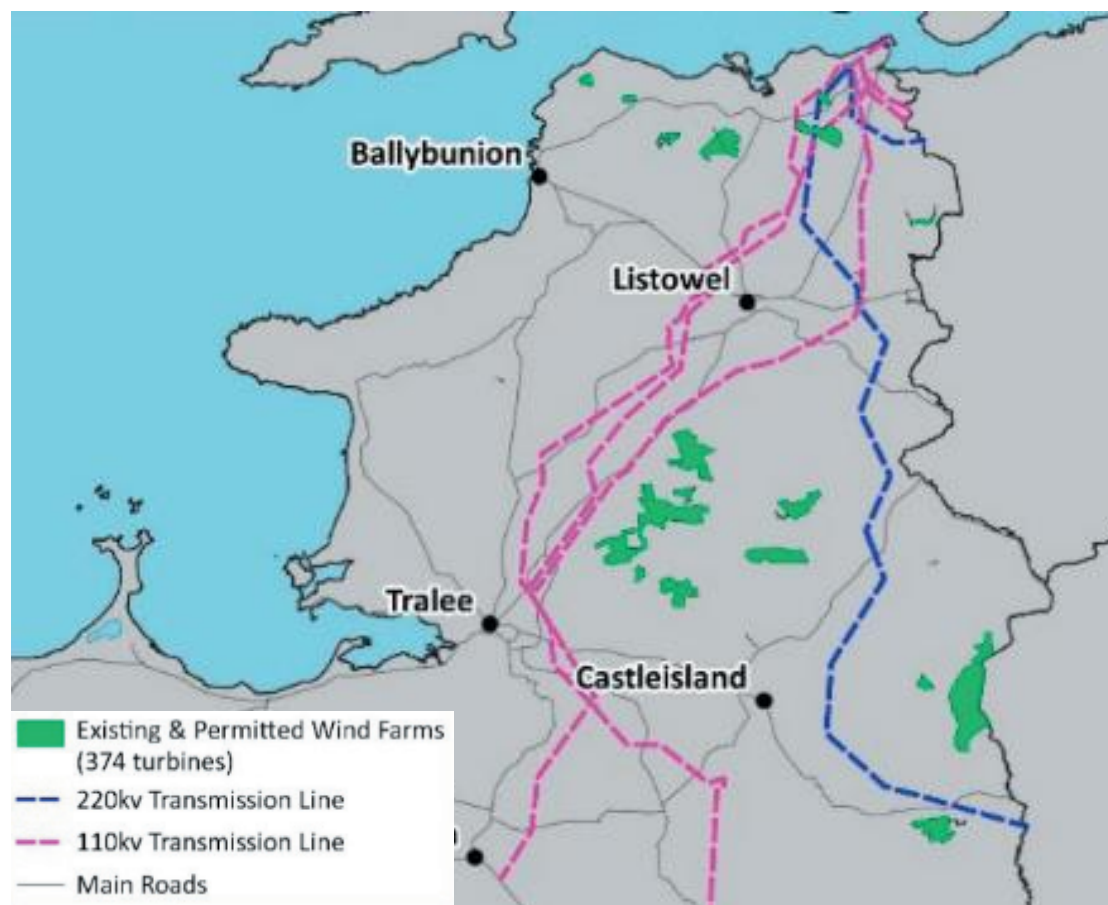 Ballybunion
Listowel
Tralee
Castleisland
Existing & Permitted Wind Farms
(374 turbines)
220kv Transmission Line
110kv Transmission Line
Main Roads